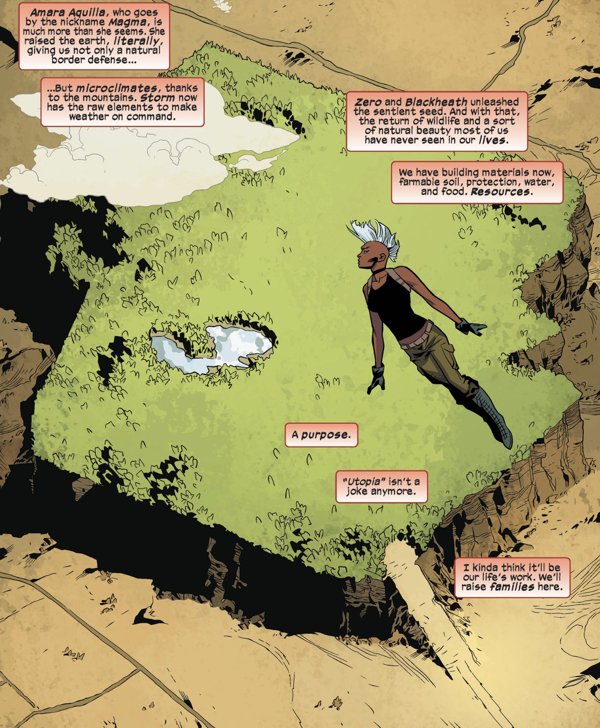 Amara Aquilla, who goes
by the nickname Magma, is
much more than she seems. She
raised the earth, literally,
giving us not only a natural
border defense...
...But microclimates, thanks
to the mountains. Storm now
has the raw elements to make
weather on command.
Zero and Blackheath unleashed
the sentient seed. And with that,
the return of wildlife and a sort
of natural beauty most of us
have never seen in our lives.
We have building materials now,
farmable soil, protection, water,
and food. Resources.
A purpose.
"Utopia" isn't a
joke anymore.
I kinda think it'll be
our life's work. We'll
raise families here.